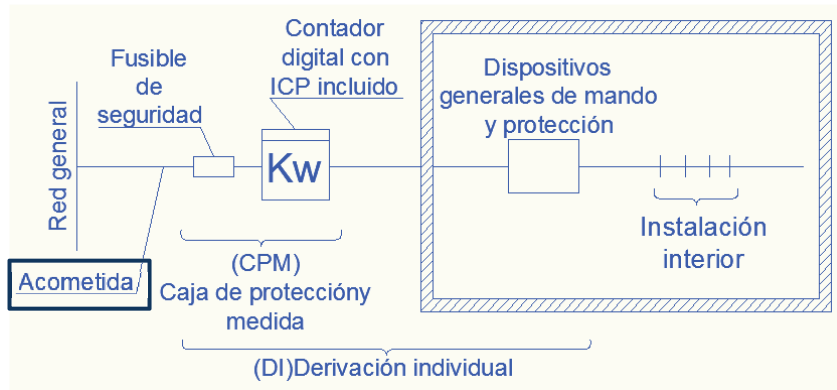 Red general
Acometida
Fusible
de
seguridad
Contador
digital con
ICP incluido
Kw
(CPM)
Caja de proteccióny
medida
(DI)Derivación individual
Dispositivos
generales de mando
y protección
Instalación
interior